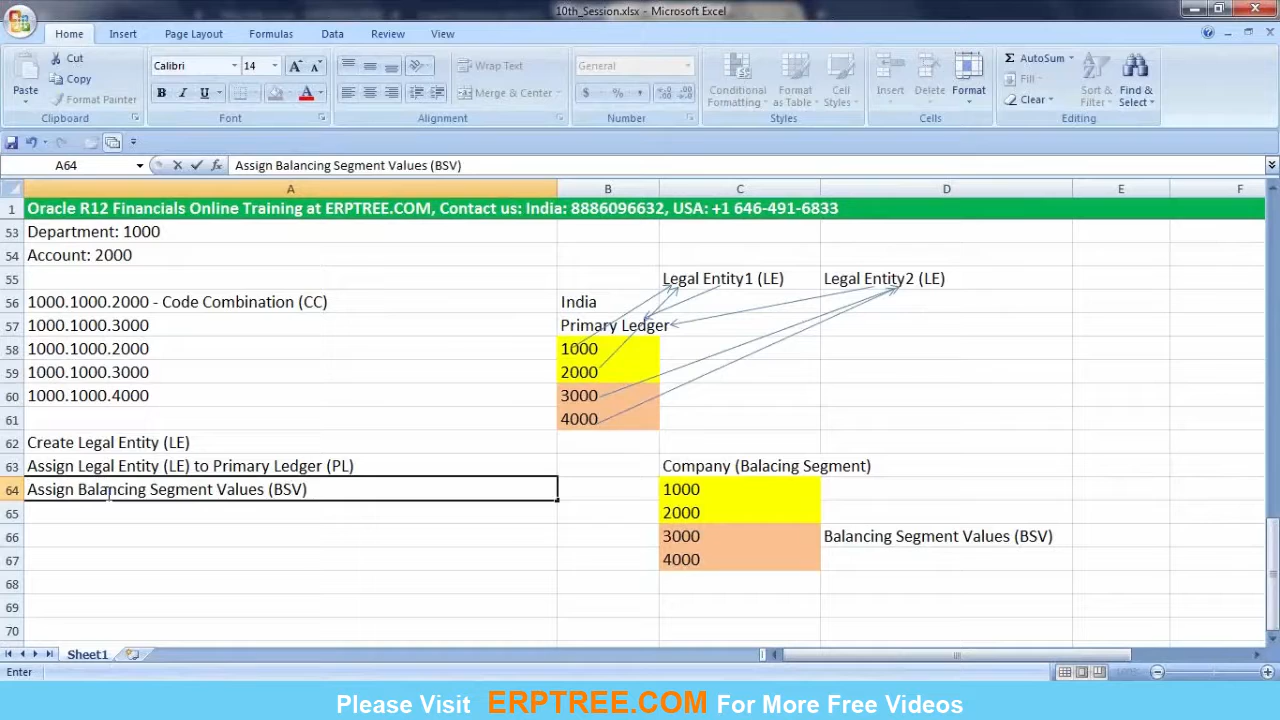 10th_Session.xlsx - Microsoft Excel
Home Insert Page Layout Formulas Data Review View
Paste
Cut
Copy
Format Painter
Clipboard
Calibri 14
B I U
Font
Wrap Text
Merge & Center
Alignment
General
$ % ,
Number
Conditional Formatting
Format as Table
Cell Styles
Styles
Insert
Delete
Format
Cells
Σ AutoSum
Fill
Clear
Sort & Filter
Find & Select
Editing
A64 fx Assign Balancing Segment Values (BSV)
A B C D E F
1 Oracle R12 Financials Online Training at ERPTREE.COM, Contact us: India: 8886096632, USA: +1 646-491-6833
53 Department: 1000
54 Account: 2000
55 Legal Entity1 (LE) Legal Entity2 (LE)
56 1000.1000.2000 - Code Combination (CC) India
57 1000.1000.3000 Primary Ledger
58 1000.1000.2000 1000
59 1000.1000.3000 2000
60 1000.1000.4000 3000
61 4000
62 Create Legal Entity (LE)
63 Assign Legal Entity (LE) to Primary Ledger (PL) Company (Balacing Segment)
64 Assign Balancing Segment Values (BSV) 1000
65 2000
66 3000 Balancing Segment Values (BSV)
67 4000
68
69
70
Sheet1
Enter
Please Visit ERPTREE.COM For More Free Videos